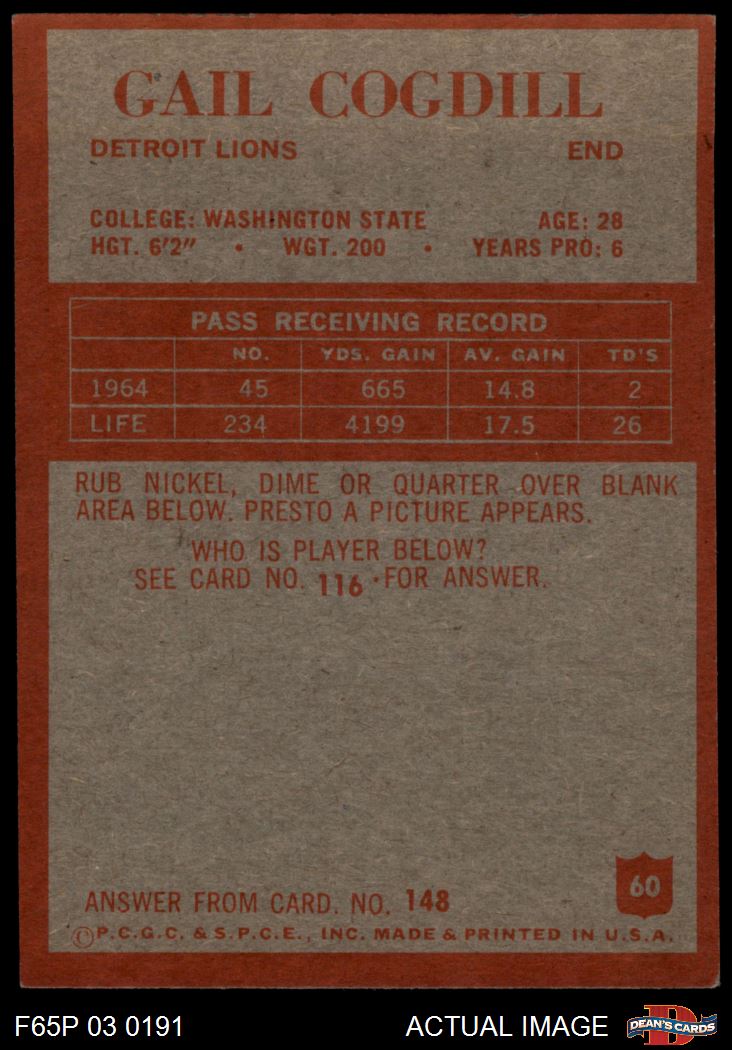 GAIL COGDILL
DETROIT LIONS END
COLLEGE: WASHINGTON STATE AGE: 28
HGT. 6'2" • WGT. 200 • YEARS PRO: 6
PASS RECEIVING RECORD
NO. YDS. GAIN AV. GAIN TD'S
1964 45 665 14.8 2
LIFE 234 4199 17.5 26
RUB NICKEL, DIME OR QUARTER OVER BLANK
AREA BELOW. PRESTO A PICTURE APPEARS.
WHO IS PLAYER BELOW?
SEE CARD NO. 116 FOR ANSWER.
60
ANSWER FROM CARD. NO. 148
©P.C.G.C. & S.P.C.E., INC. MADE & PRINTED IN U.S.A.
F65P 03 0191 ACTUAL IMAGE D DEAN'S CARDS